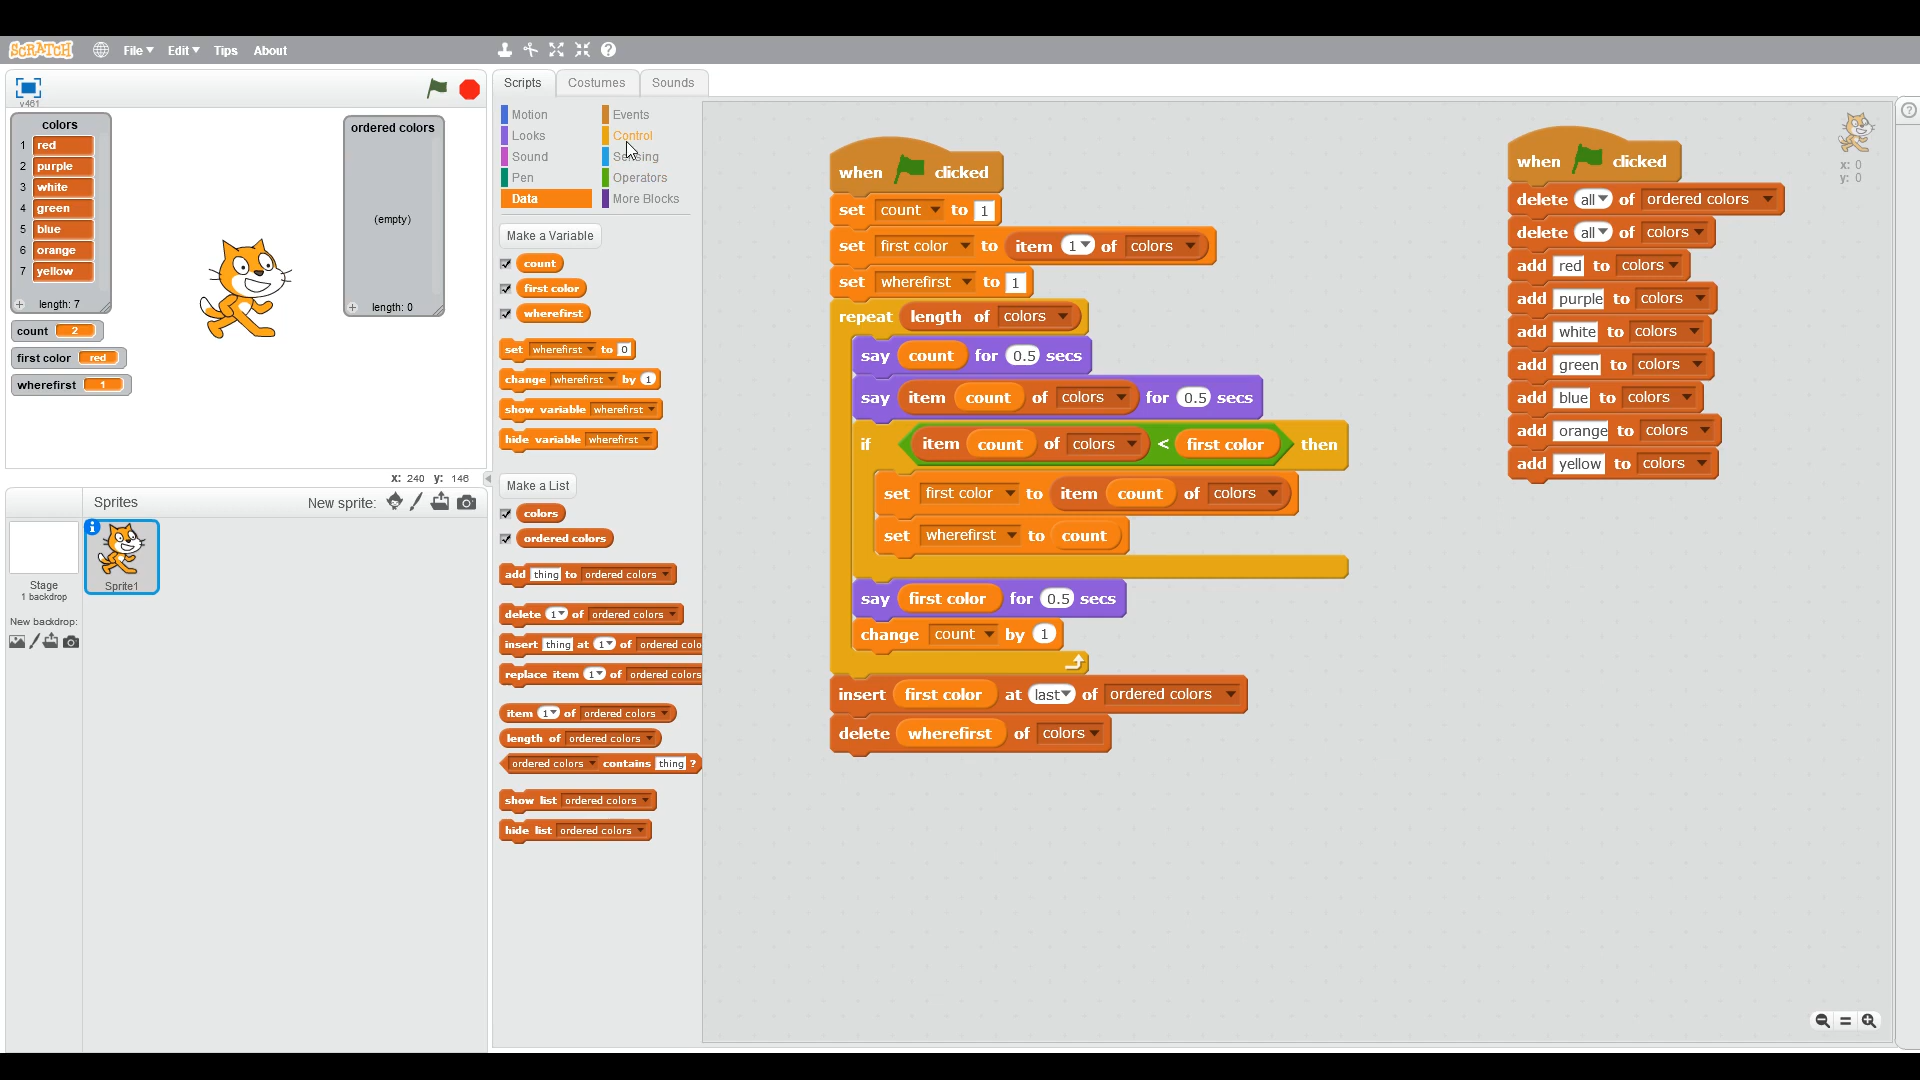 SCRATCH File Edit Tips About
v461
Scripts Costumes Sounds
colors
1 red
2 purple
3 white
4 green
5 blue
6 orange
7 yellow
+ length: 7
ordered colors
(empty)
+ length: 0
count 2
first color red
wherefirst 1
x: 240 y: 146
Sprites New sprite:
Stage
1 backdrop
New backdrop:
Sprite1
Motion Events
Looks Control
Sound Sensing
Pen Operators
Data More Blocks
Make a Variable
count
first color
wherefirst
set wherefirst to 0
change wherefirst by 1
show variable wherefirst
hide variable wherefirst
Make a List
colors
ordered colors
add thing to ordered colors
delete 1 of ordered colors
insert thing at 1 of ordered colo
replace item 1 of ordered colors
item 1 of ordered colors
length of ordered colors
ordered colors contains thing ?
show list ordered colors
hide list ordered colors
when clicked
set count to 1
set first color to item 1 of colors
set wherefirst to 1
repeat length of colors
say count for 0.5 secs
say item count of colors for 0.5 secs
if item count of colors < first color then
set first color to item count of colors
set wherefirst to count
say first color for 0.5 secs
change count by 1
insert first color at last of ordered colors
delete wherefirst of colors
when clicked
delete all of ordered colors
delete all of colors
add red to colors
add purple to colors
add white to colors
add green to colors
add blue to colors
add orange to colors
add yellow to colors
x: 0
y: 0